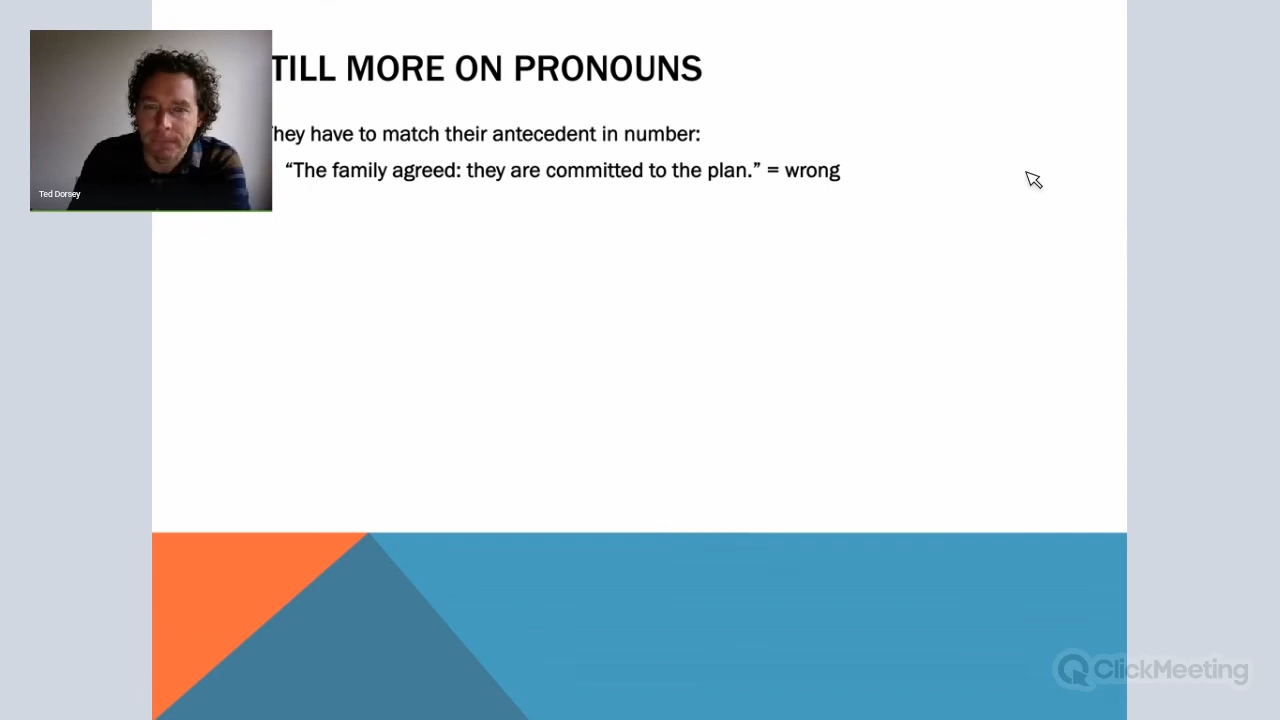 TILL MORE ON PRONOUNS
hey have to match their antecedent in number:
“The family agreed: they are committed to the plan.” = wrong
Ted Dorsey
ClickMeeting